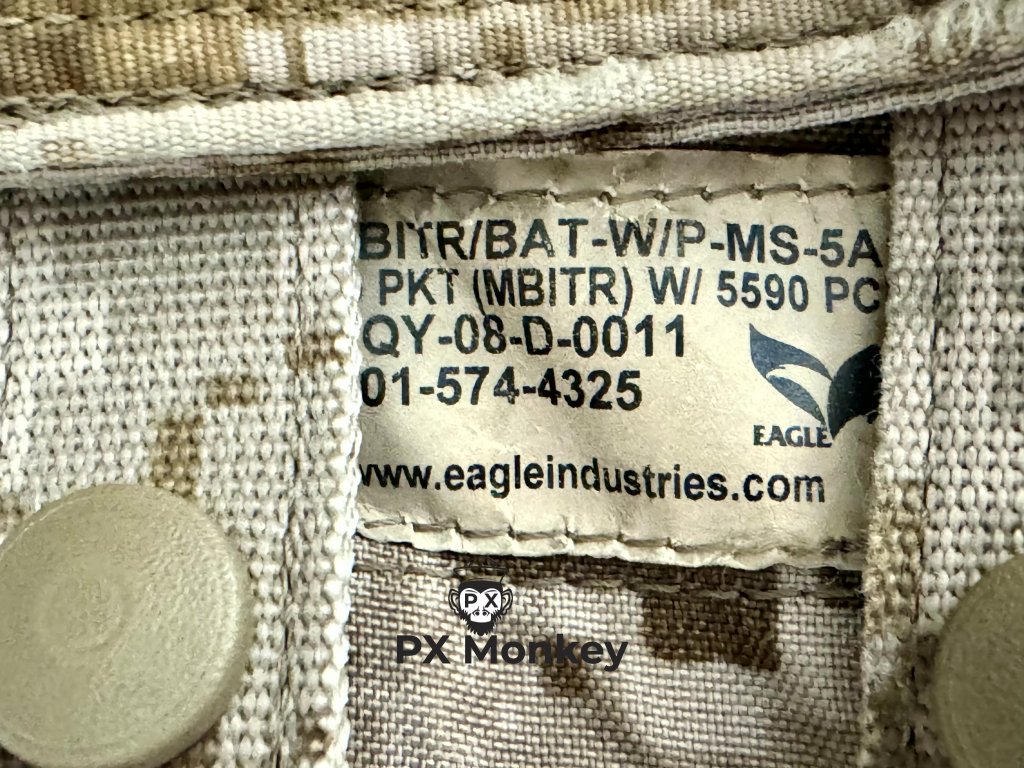 BITR/BAT-W/P-MS-5A
PKT (MBITR) W/ 5590 PC
QY-08-D-0011
01-574-4325
EAGLE
www.eagleindustries.com
PX
PX Monkey